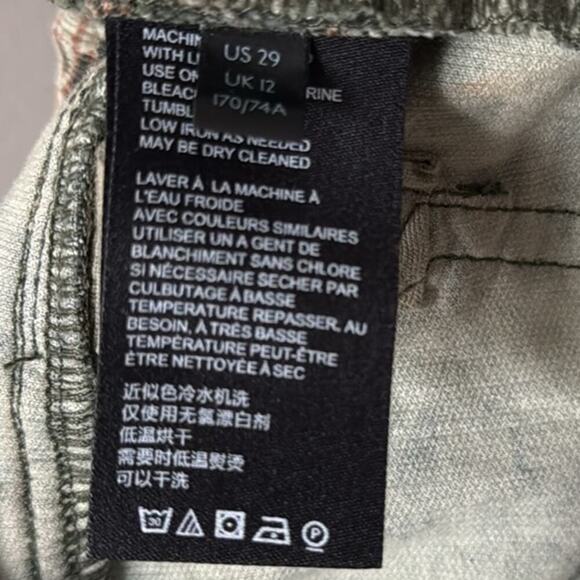 US 29
UK 12
170/74A
MACHIN
WITH L
USE O
BLEAC RINE
TUMBL
LOW IRON AS NEEDED
MAY BE DRY CLEANED
LAVER À LA MACHINE À
L'EAU FROIDE
AVEC COULEURS SIMILAIRES
UTILISER UN A GENT DE
BLANCHIMENT SANS CHLORE
SI NÉCESSAIRE SECHER PAR
CULBUTAGE À BASSE
TEMPERATURE REPASSER, AU
BESOIN, À TRÈS BASSE
TEMPÉRATURE PEUT-ÊTRE
ÊTRE NETTOYÉE À SEC
近似色冷水机洗
仅使用无氯漂白剂
低温烘干
需要时低温熨烫
可以干洗
30 P